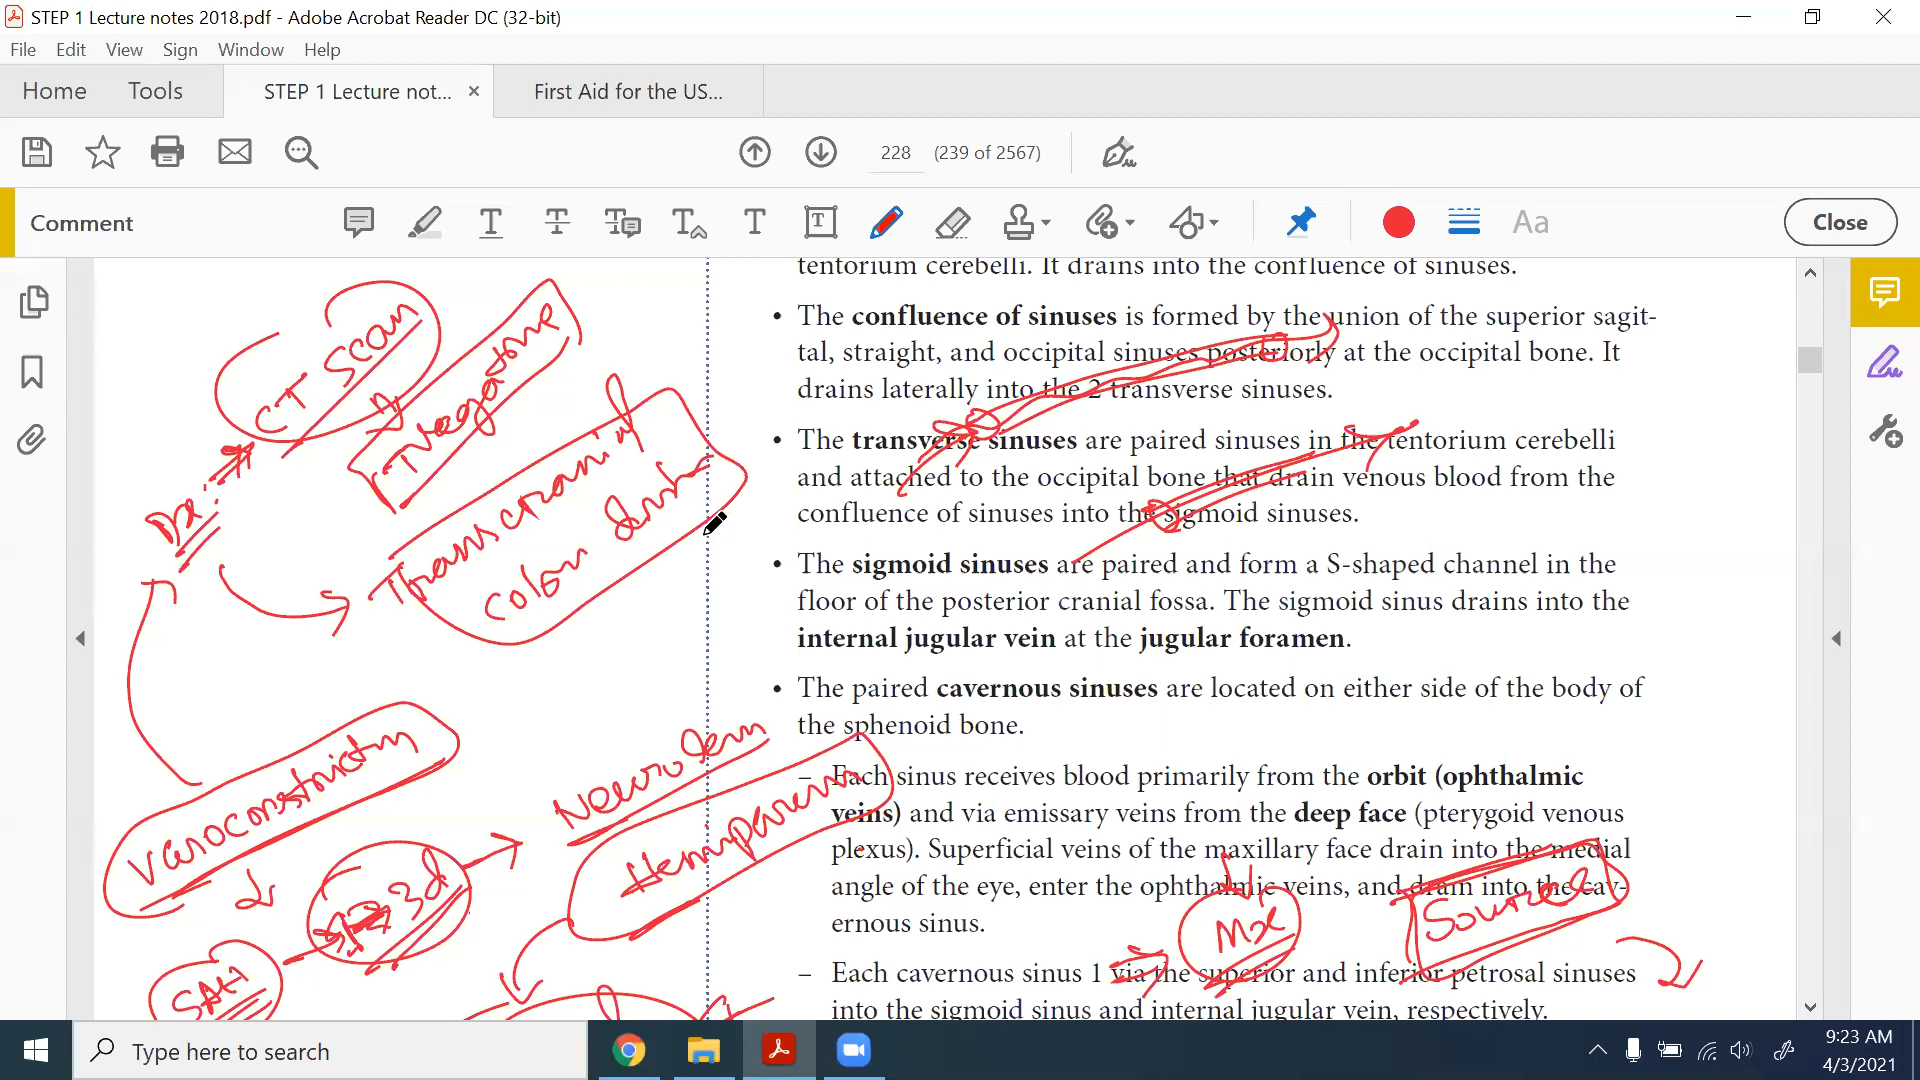 STEP 1 Lecture notes 2018.pdf - Adobe Acrobat Reader DC (32-bit)
File Edit View Sign Window Help
Home Tools STEP 1 Lecture not... × First Aid for the US...
228 (239 of 2567)
Comment Aa Close
tentorium cerebelli. It drains into the confluence of sinuses.
• The confluence of sinuses is formed by the union of the superior sagit-
tal, straight, and occipital sinuses posteriorly at the occipital bone. It
drains laterally into the 2 transverse sinuses.
• The transverse sinuses are paired sinuses in the tentorium cerebelli
and attached to the occipital bone that drain venous blood from the
confluence of sinuses into the sigmoid sinuses.
• The sigmoid sinuses are paired and form a S-shaped channel in the
floor of the posterior cranial fossa. The sigmoid sinus drains into the
internal jugular vein at the jugular foramen.
• The paired cavernous sinuses are located on either side of the body of
the sphenoid bone.
– Each sinus receives blood primarily from the orbit (ophthalmic
veins) and via emissary veins from the deep face (pterygoid venous
plexus). Superficial veins of the maxillary face drain into the medial
angle of the eye, enter the ophthalmic veins, and drain into the cav-
ernous sinus.
– Each cavernous sinus 1 via the superior and inferior petrosal sinuses
into the sigmoid sinus and internal jugular vein, respectively.
CT Scan
Dx:
Transcranial
Vasoconstriction
3d
SAH
Type here to search
9:23 AM
4/3/2021